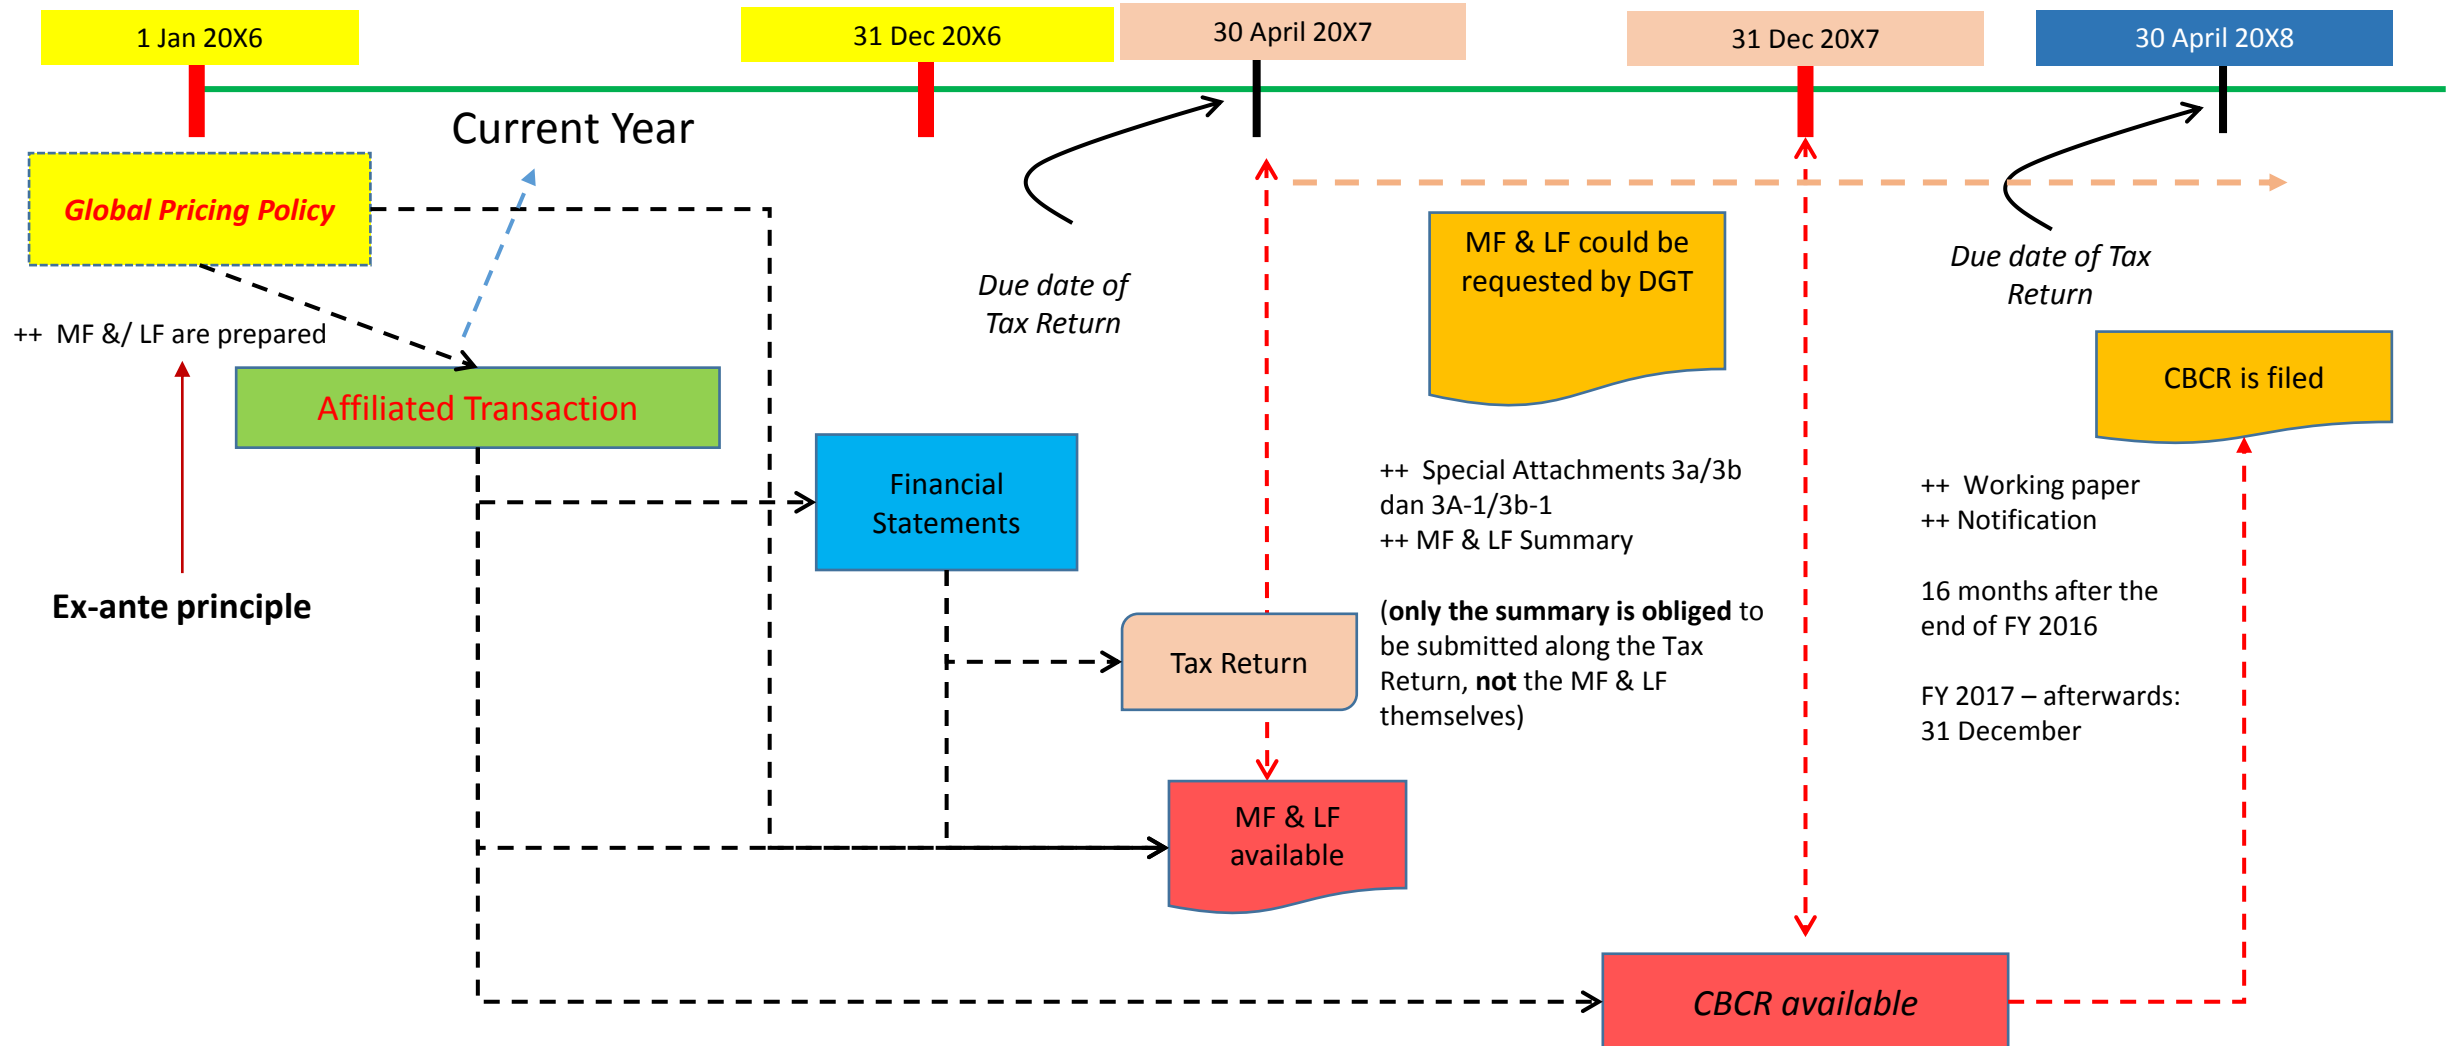 1 Jan 20X6
31 Dec 20X6
30 April 20X7
31 Dec 20X7
30 April 20X8
Current Year
Global Pricing Policy
++ MF &/ LF are prepared
Ex-ante principle
Affiliated Transaction
Financial
Statements
Due date of
Tax Return
Tax Return
MF & LF
available
MF & LF could be
requested by DGT
++ Special Attachments 3a/3b
dan 3A-1/3b-1
++ MF & LF Summary
(only the summary is obliged to
be submitted along the Tax
Return, not the MF & LF
themselves)
Due date of Tax
Return
CBCR is filed
++ Working paper
++ Notification
16 months after the
end of FY 2016
FY 2017 – afterwards:
31 December
CBCR available